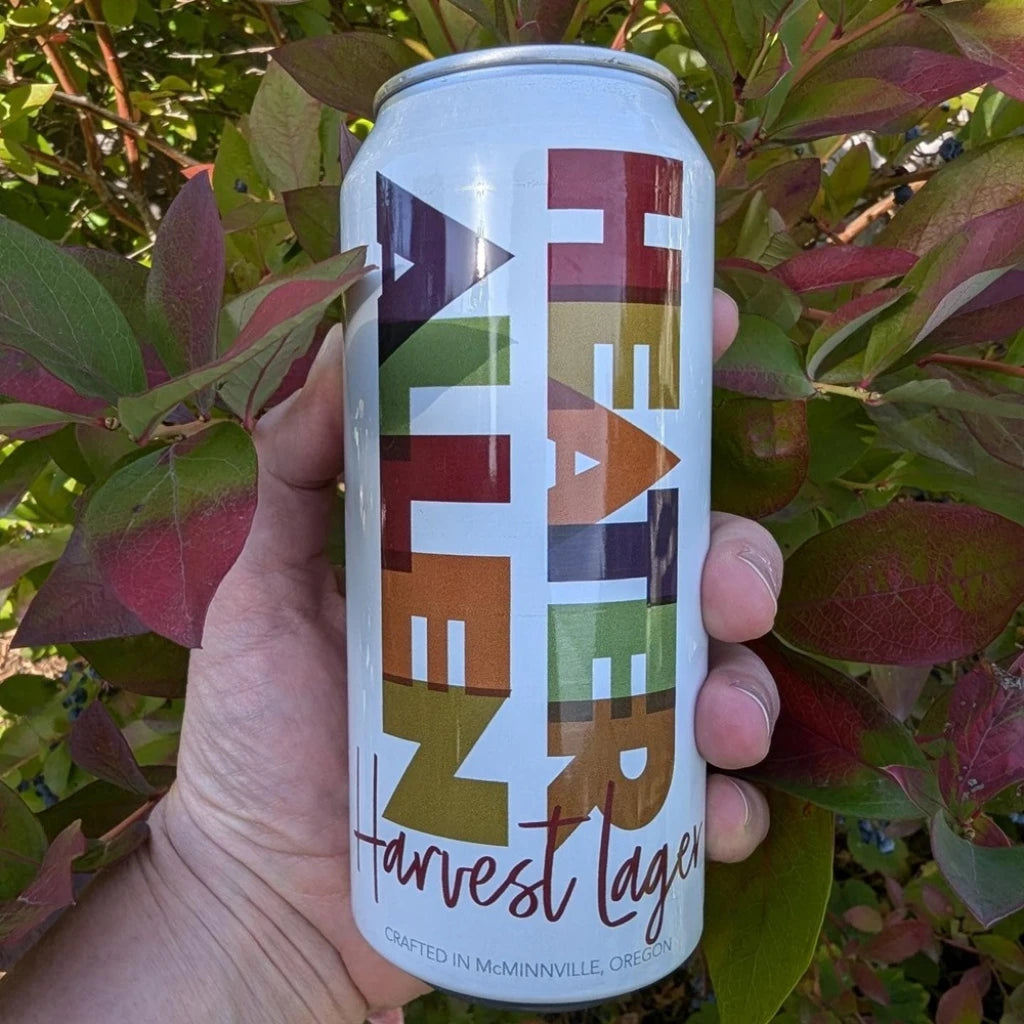 HEATER
ALLEN
Harvest Lager
CRAFTED IN McMINNVILLE, OREGON